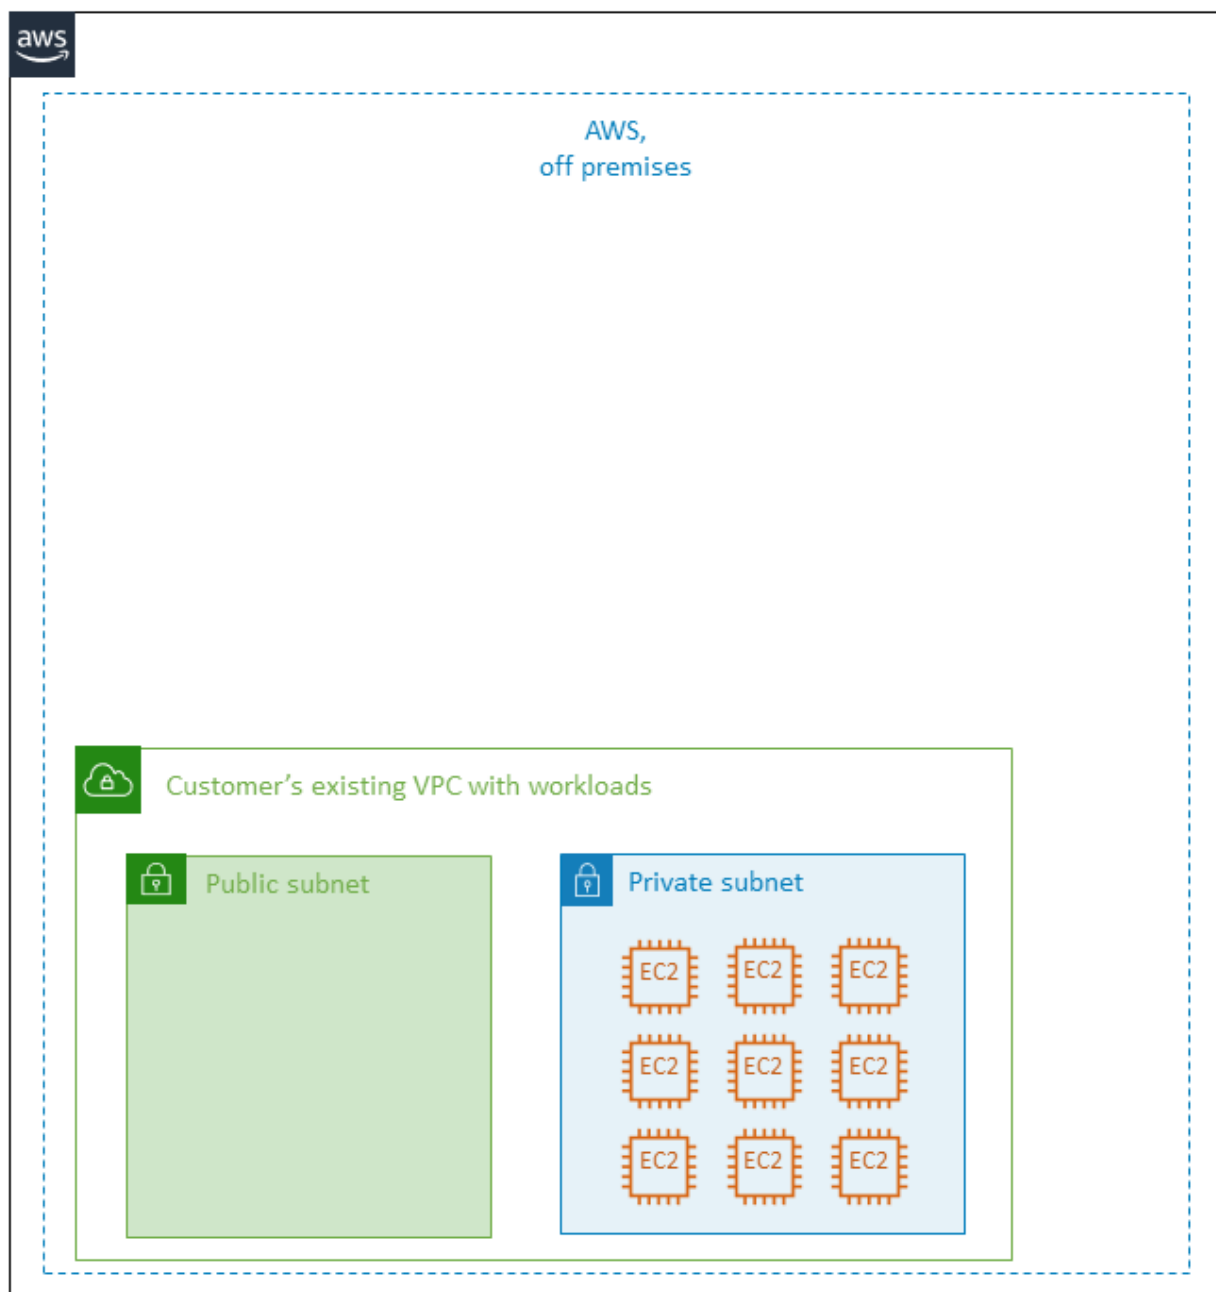 aws
AWS,
off premises
Customer's existing VPC with workloads
Public subnet
Private subnet
EC2 EC2 EC2
EC2 EC2 EC2
EC2 EC2 EC2